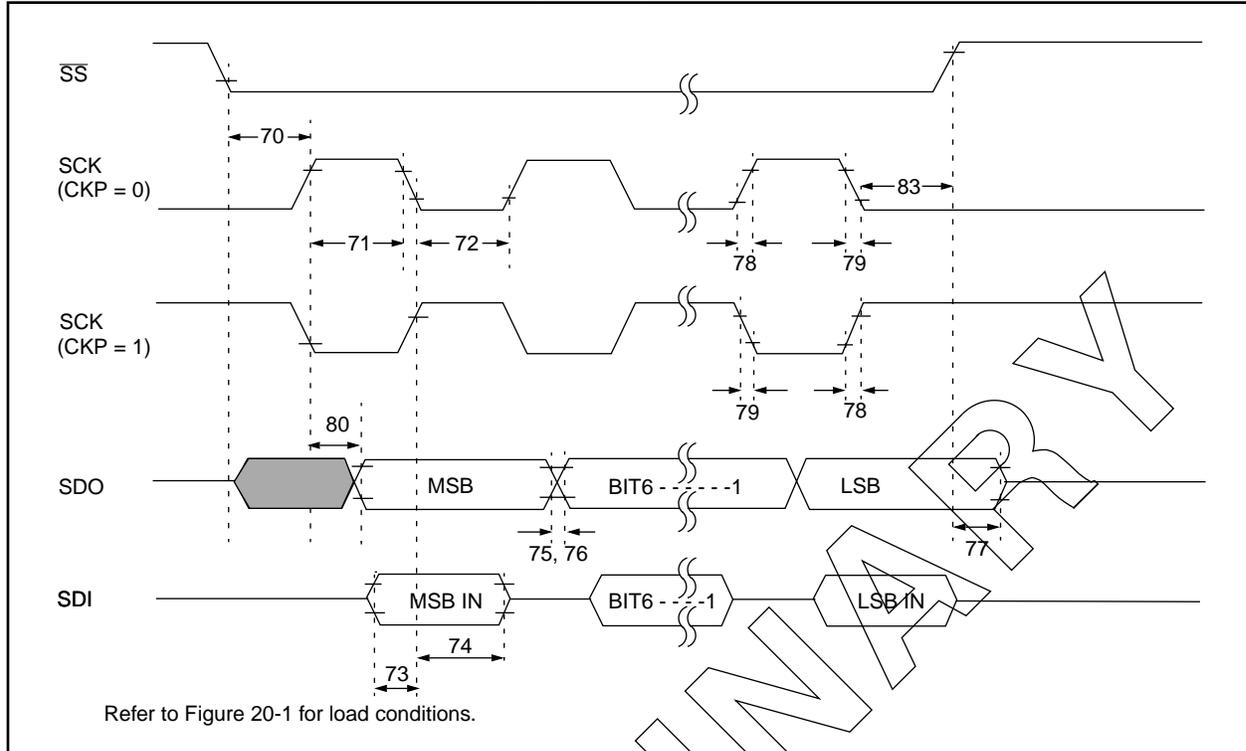 SS
70
SCK
(CKP = 0)
83
71
72
78
79
SCK
(CKP = 1)
79
78
80
SDO
MSB
BIT6 - - - - - -1
LSB
75, 76
77
SDI
MSB IN
BIT6 - - - -1
LSB IN
74
73
Refer to Figure 20-1 for load conditions.
INARY